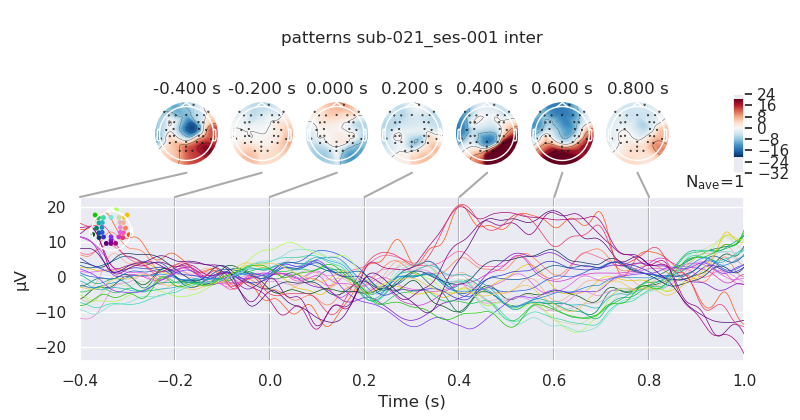 patterns sub-021_ses-001 inter
-0.400 s -0.200 s 0.000 s 0.200 s 0.400 s 0.600 s 0.800 s
24
16
8
0
−8
−16
−24
−32
Nave=1
20
10
0
−10
−20
µV
−0.4 −0.2 0.0 0.2 0.4 0.6 0.8 1.0
Time (s)